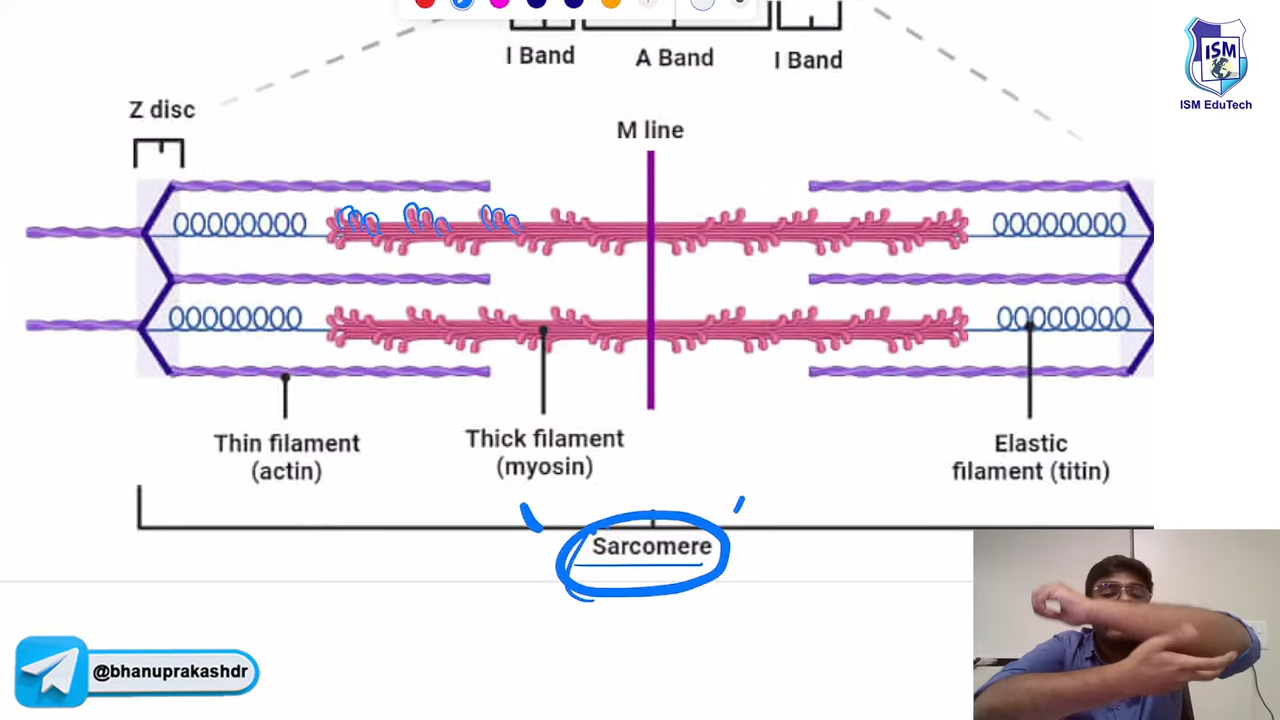 I Band
A Band
I Band
ISM
ISM EduTech
Z disc
M line
Thin filament
(actin)
Thick filament
(myosin)
Elastic
filament (titin)
Sarcomere
@bhanuprakashdr